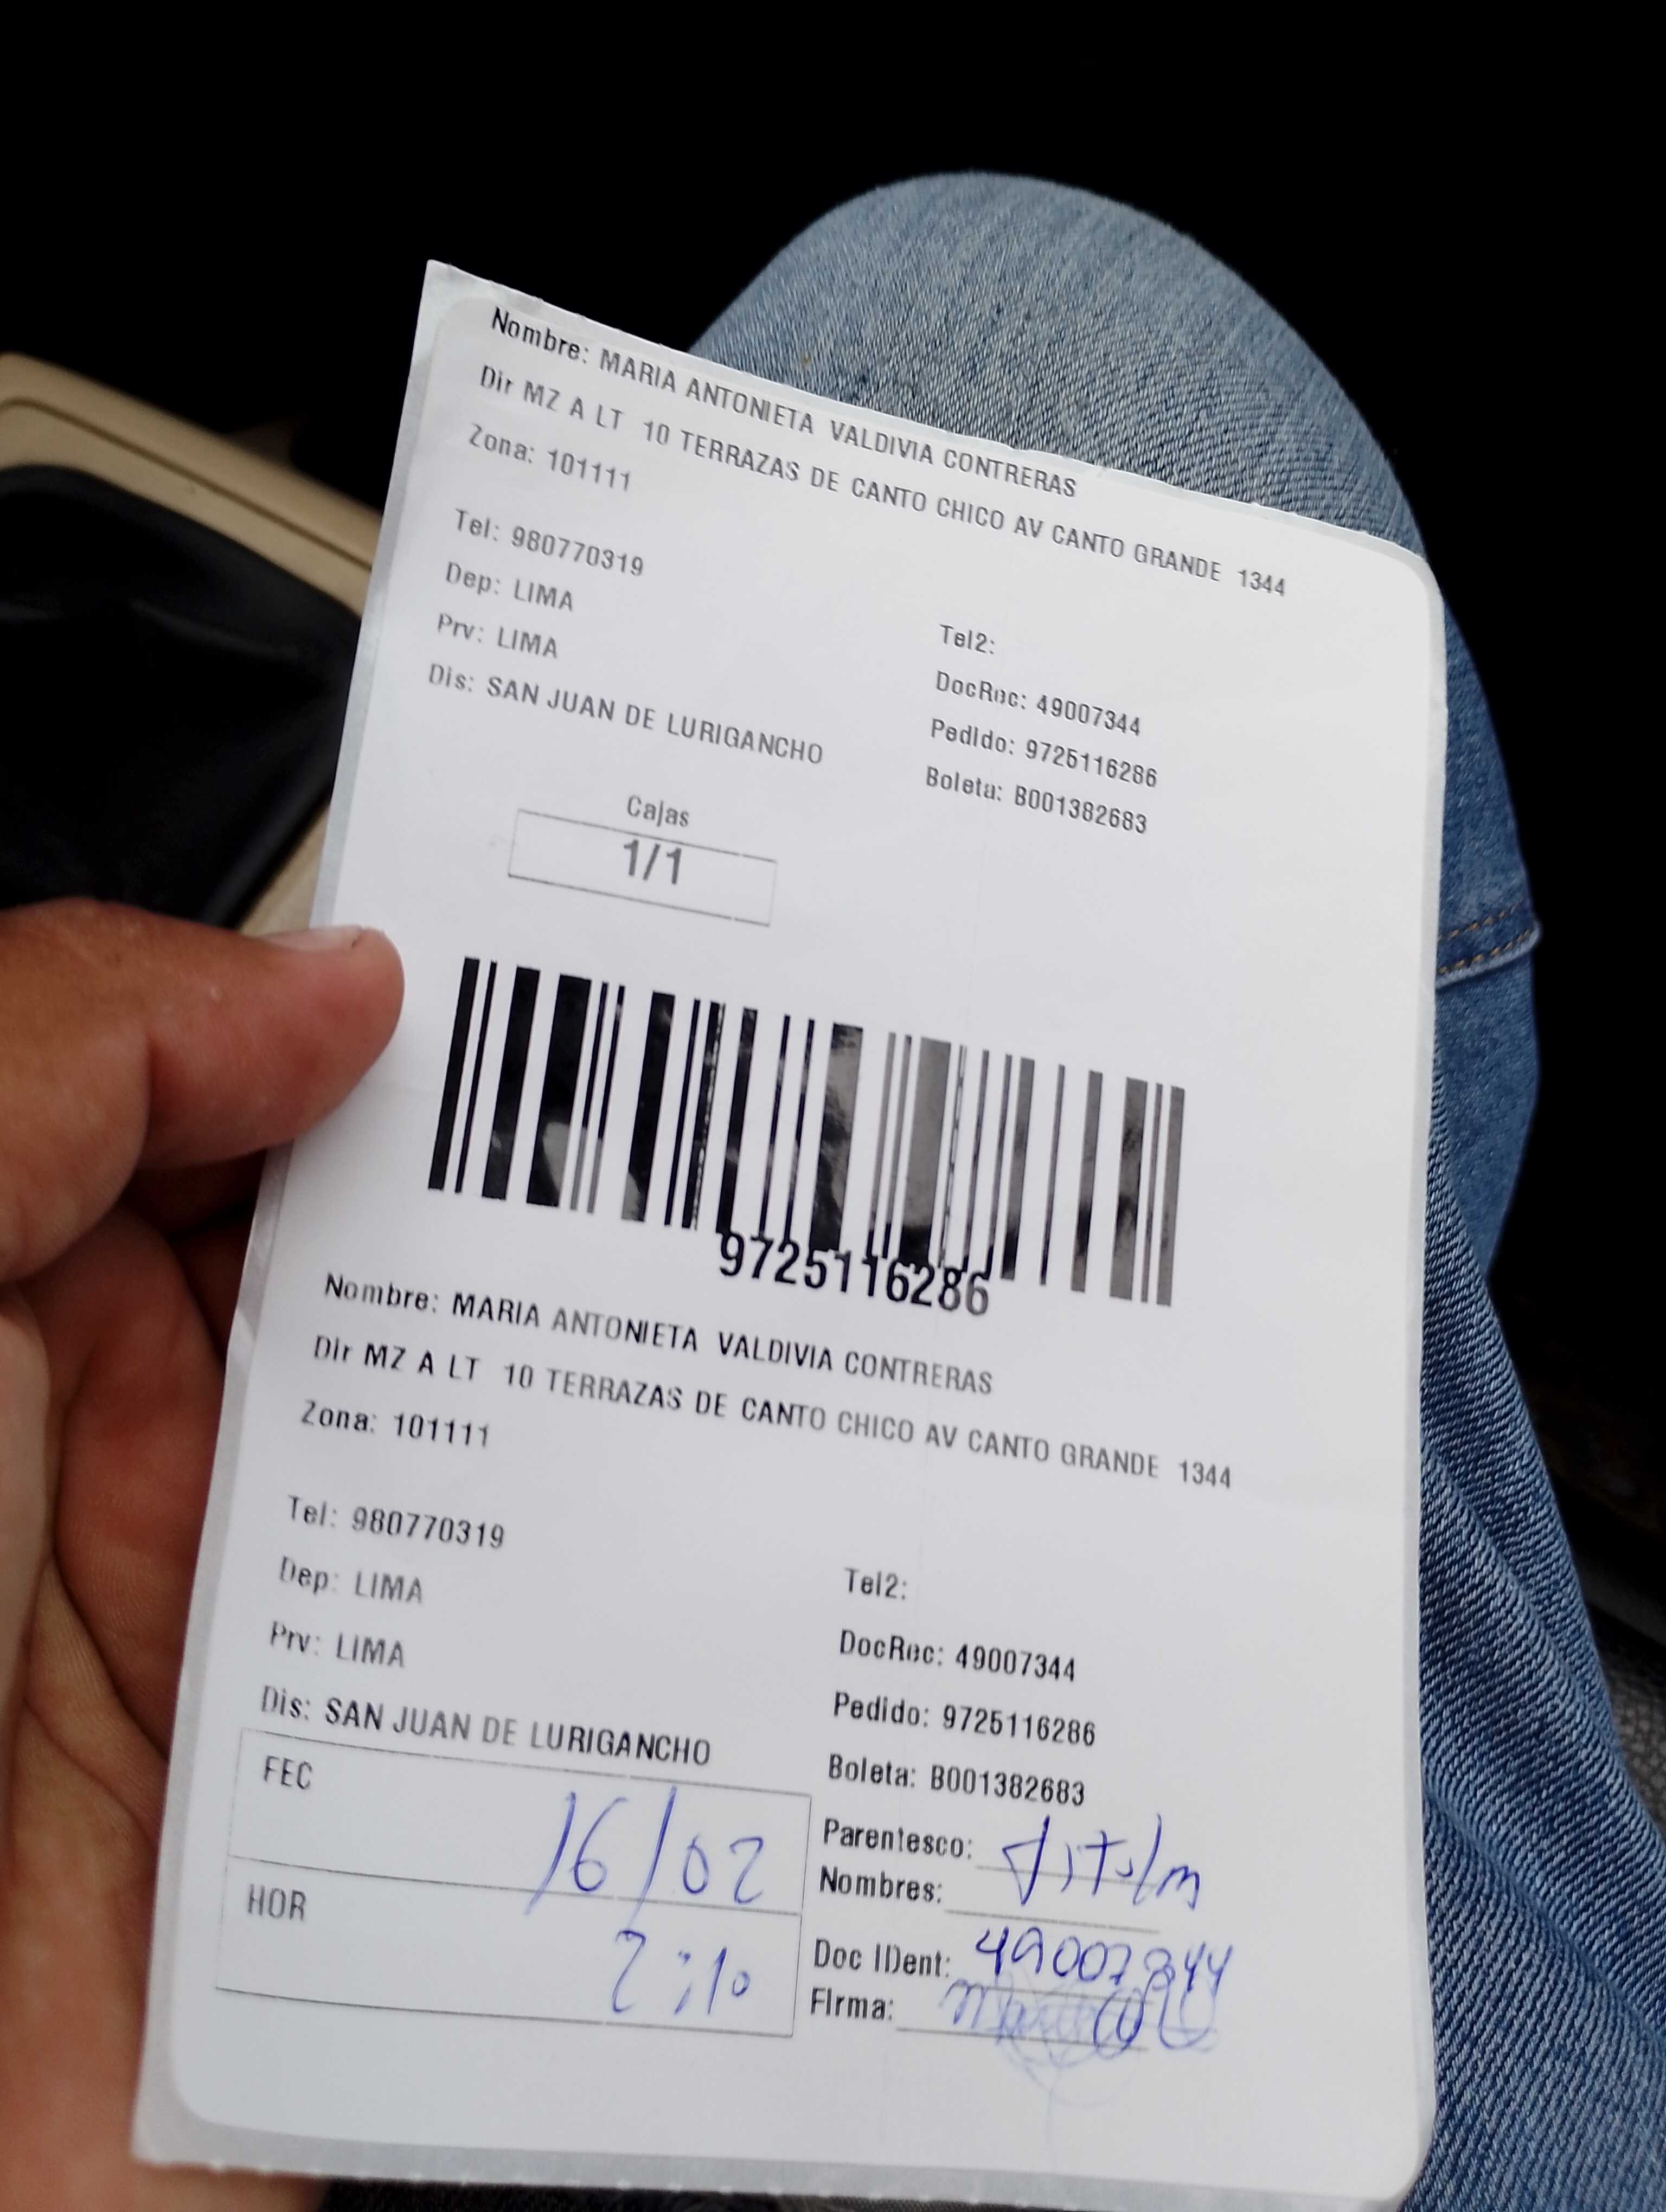 Nombre: MARIA ANTONIETA VALDIVIA CONTRERAS
Dir MZ A LT 10 TERRAZAS DE CANTO CHICO AV CANTO GRANDE 1344
Zona: 101111
Tel: 980770319
Dep: LIMA
Prv: LIMA
Dis: SAN JUAN DE LURIGANCHO
Tel2:
DocRec: 49007344
Pedido: 9725116286
Boleta: B001382683
Cajas
1/1
9725116286
Nombre: MARIA ANTONIETA VALDIVIA CONTRERAS
Dir MZ A LT 10 TERRAZAS DE CANTO CHICO AV CANTO GRANDE 1344
Zona: 101111
Tel: 980770319
Dep: LIMA
Prv: LIMA
Dis: SAN JUAN DE LURIGANCHO
Tel2:
DocRec: 49007344
Pedido: 9725116286
Boleta: B001382683
FEC 16/02
HOR 2:10
Parentesco:
Nombres:
Doc IDent: 49007344
Firma: